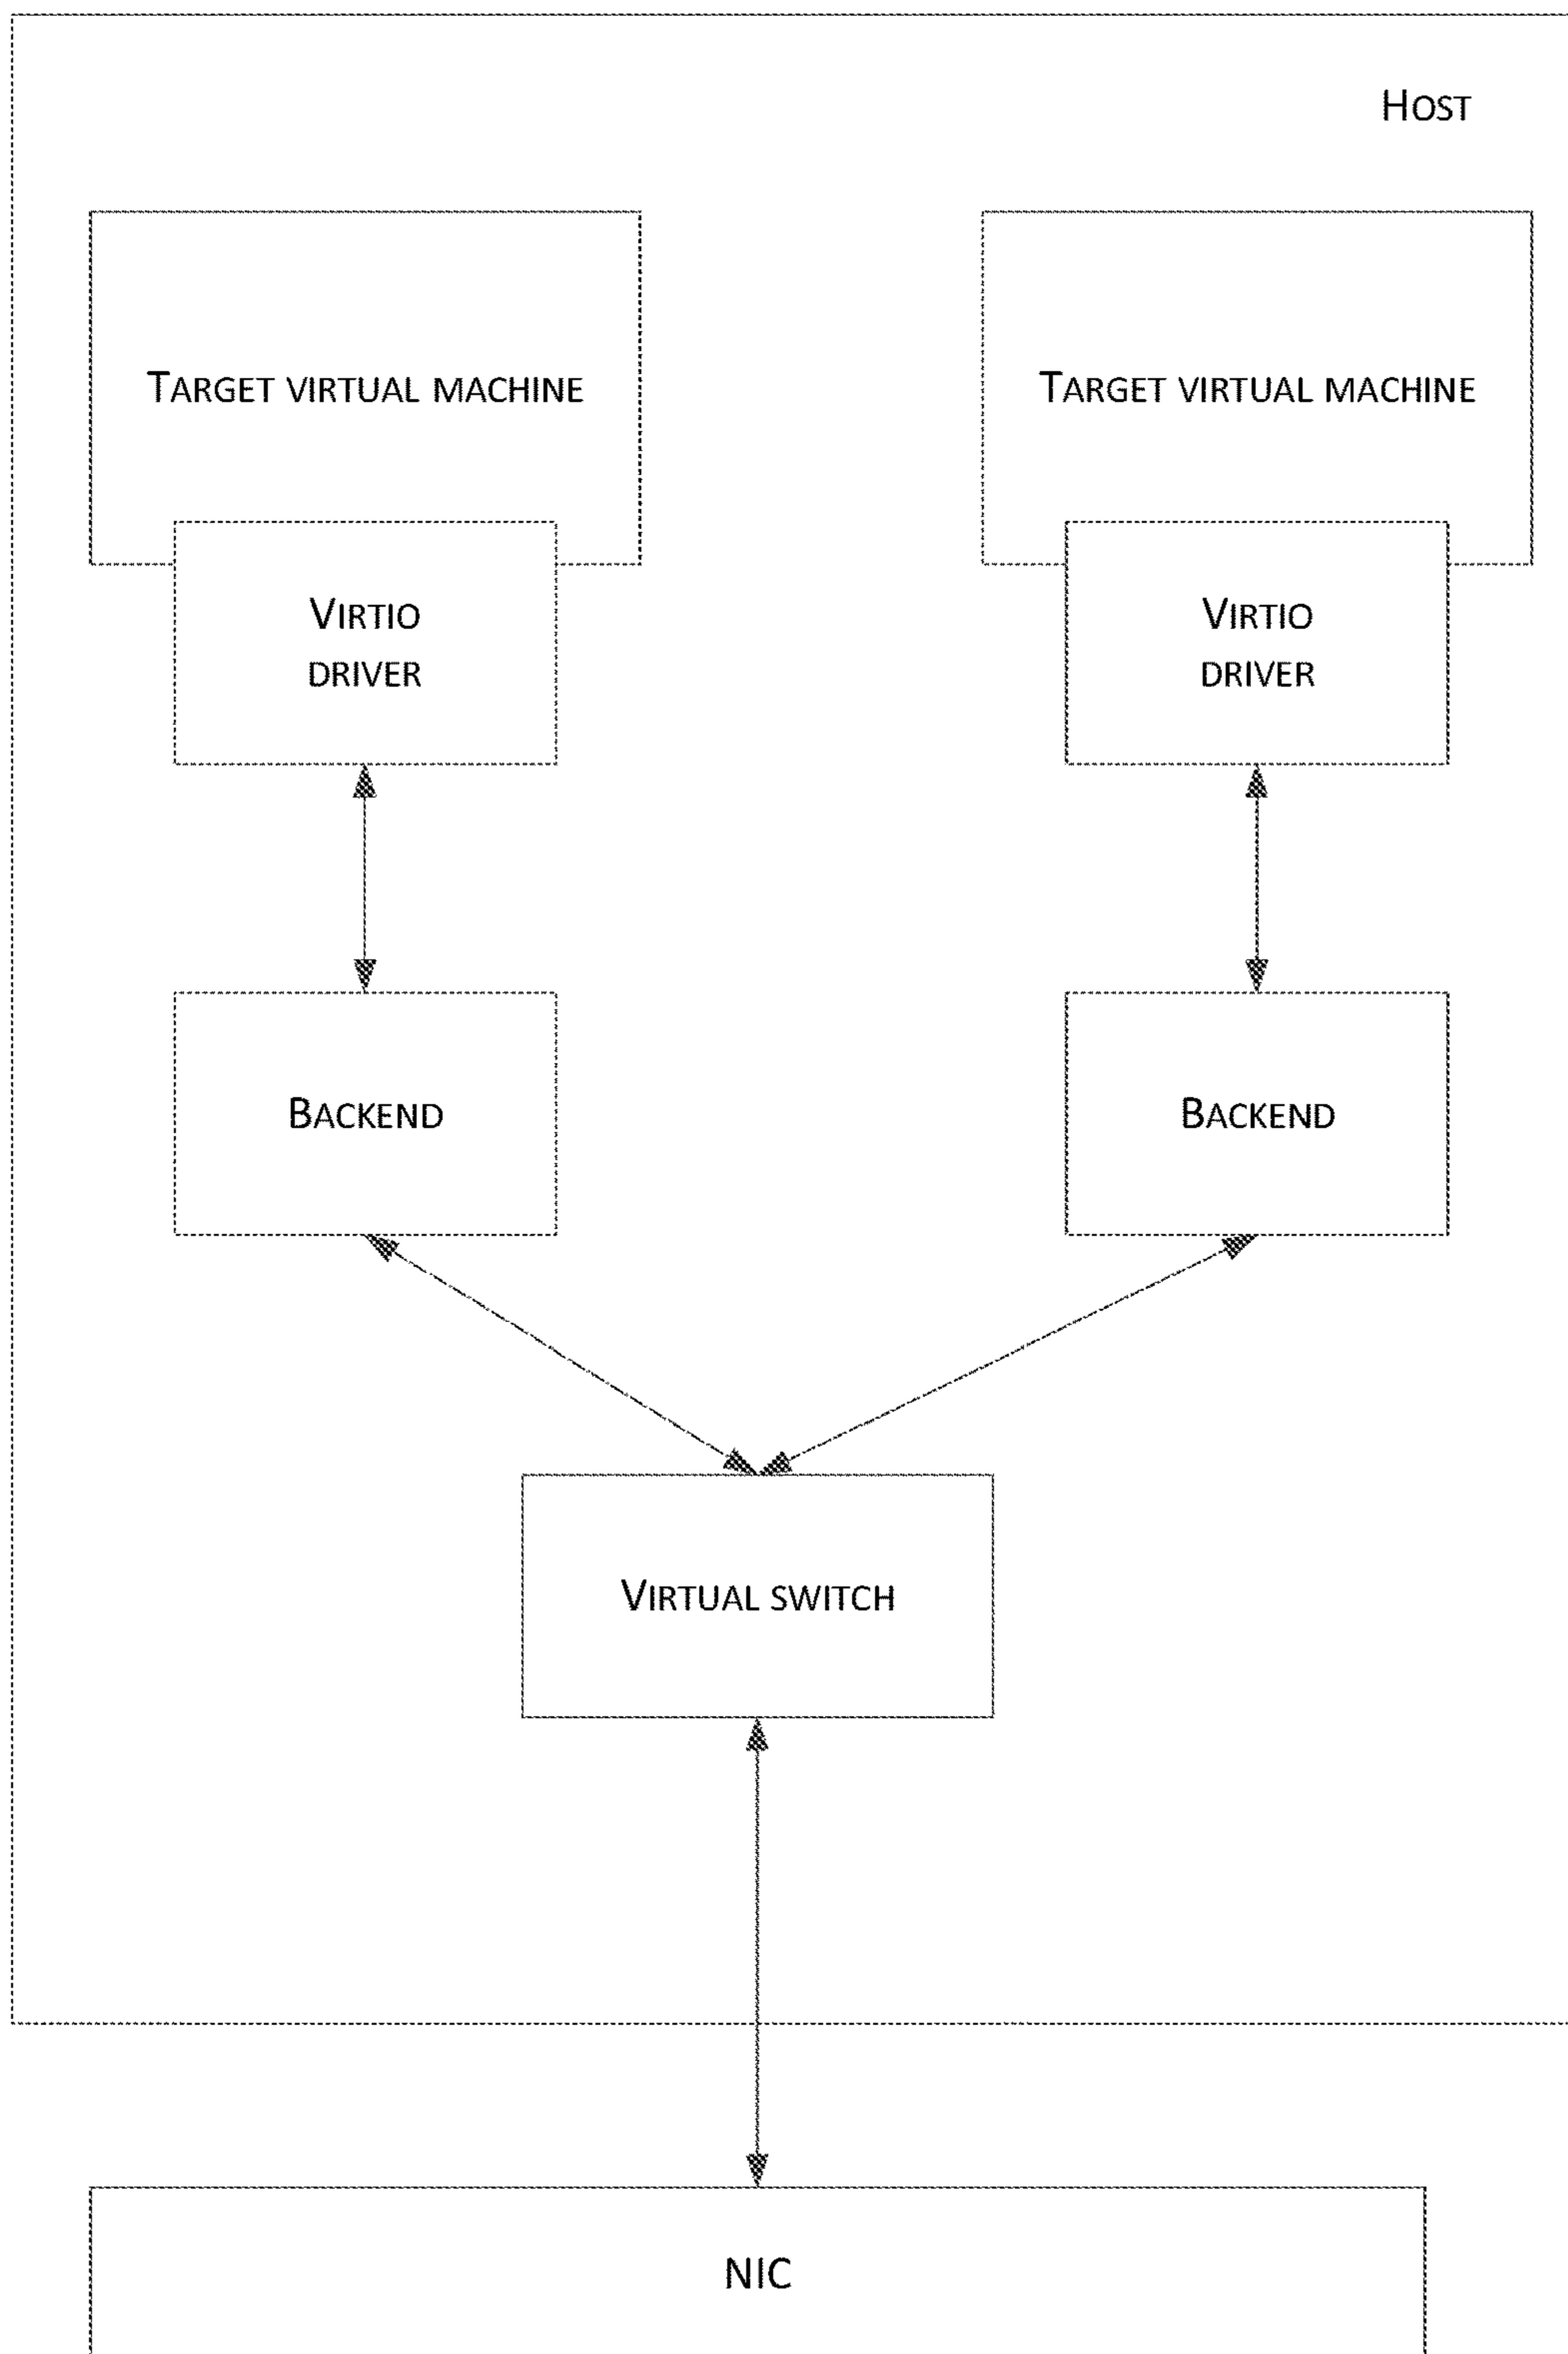 HOST
TARGET VIRTUAL MACHINE
TARGET VIRTUAL MACHINE
VIRTIO
DRIVER
VIRTIO
DRIVER
BACKEND
BACKEND
VIRTUAL SWITCH
NIC